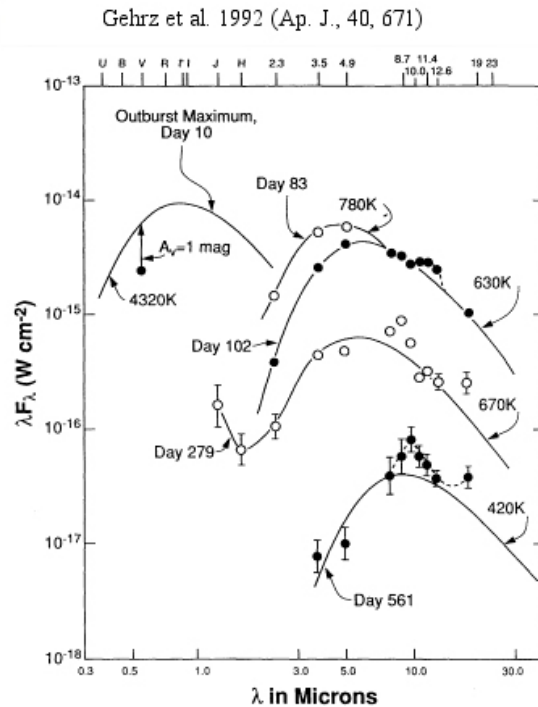 Gehrz et al. 1992 (Ap. J., 40, 671)
U B V R I' I J H 2.3 3.5 4.9 8.7 10.0 11.4 12.6 19 23
10-13
Outburst Maximum,
Day 10
Day 83
780K
10-14
Av=1 mag
4320K
10-15
630K
Day 102
λFλ (W cm-2)
10-16
670K
Day 279
420K
10-17
Day 561
10-18
0.3 0.5 1.0 3.0 5.0 10.0 30.0
λ in Microns